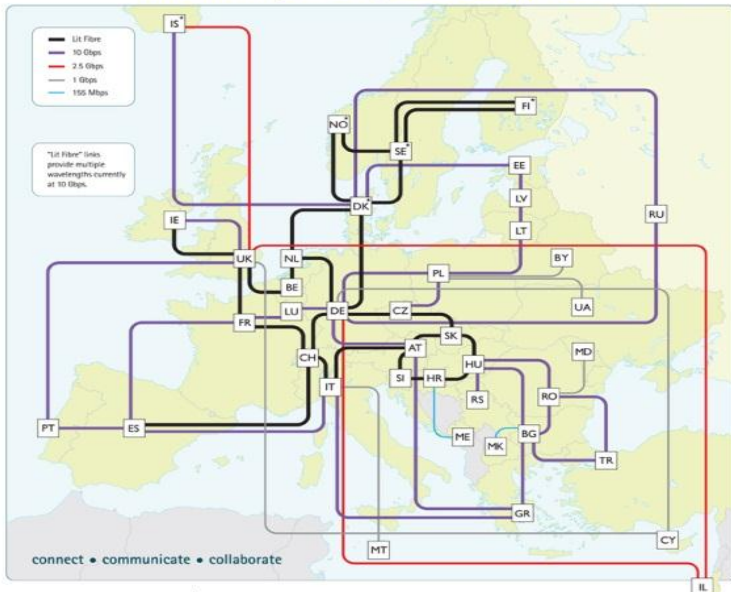 IS*
Lit Fibre
10 Gbps
2.5 Gbps
1 Gbps
155 Mbps
"Lit Fibre" links
provide multiple
wavelengths currently
at 10 Gbps.
NO*
FI*
SE*
EE
DK*
LV
RU
IE
LT
UK
NL
BY
PL
BE
UA
LU
DE
CZ
FR
SK
AT
MD
CH
HU
IT
SI
HR
RS
RO
PT
ES
ME
MK
BG
TR
GR
MT
CY
connect • communicate • collaborate
IL